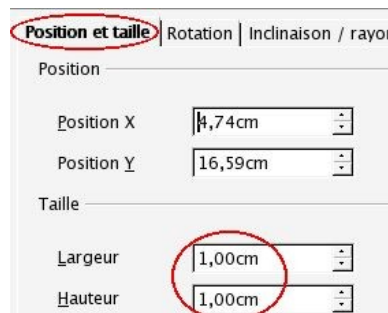 Position et taille Rotation Inclinaison / rayon
Position
Position X 4,74cm
Position Y 16,59cm
Taille
Largeur 1,00cm
Hauteur 1,00cm